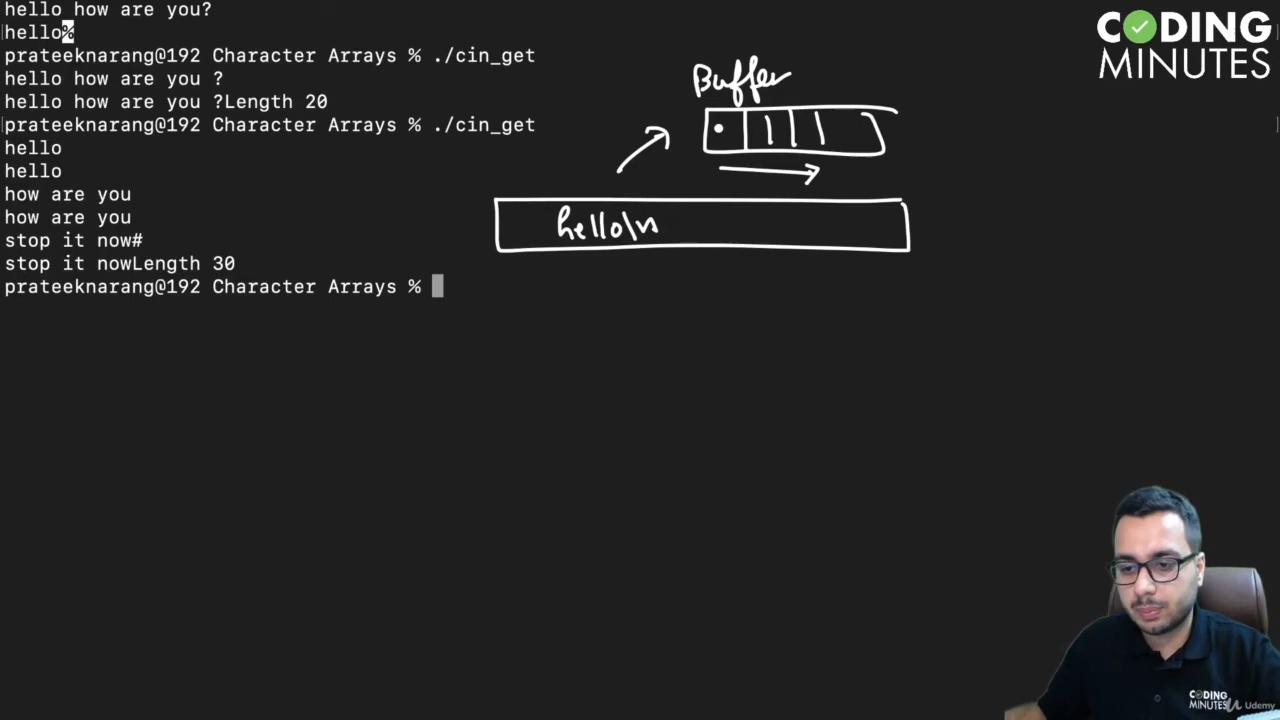 hello how are you?
hello%
prateeknarang@192 Character Arrays % ./cin_get
hello how are you ?
hello how are you ?Length 20
prateeknarang@192 Character Arrays % ./cin_get
hello
hello
how are you
how are you
stop it now#
stop it nowLength 30
prateeknarang@192 Character Arrays %
Buffer
hello\n
CODING
MINUTES
CODING
MINUTES
Udemy